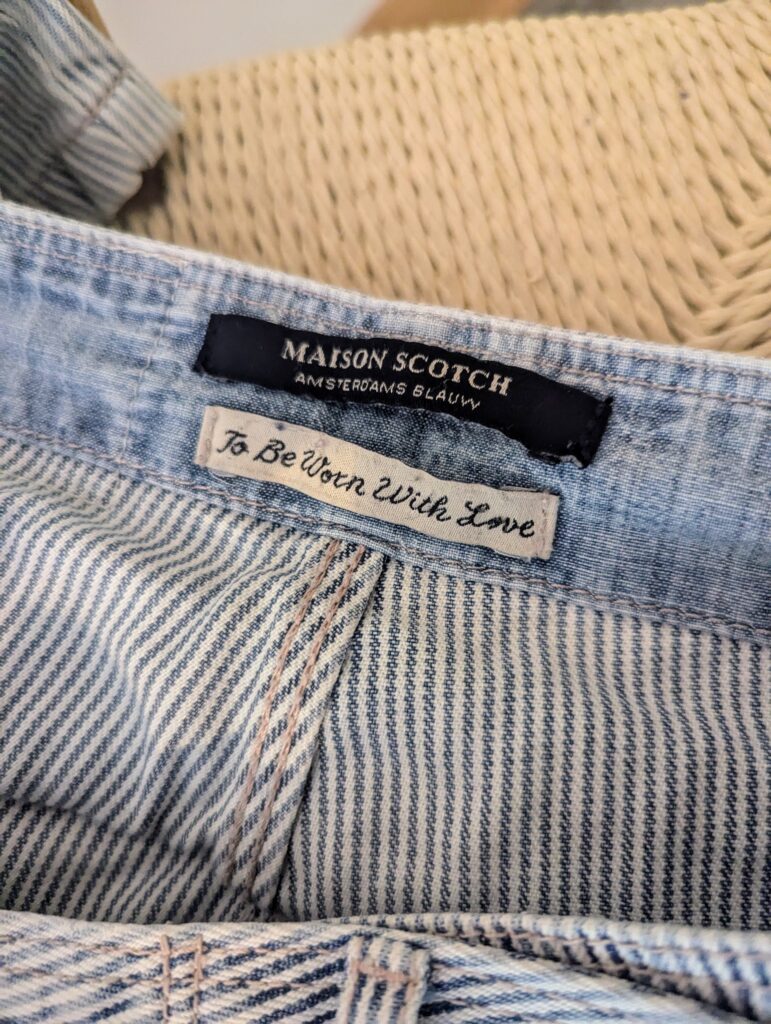 MAISON SCOTCH
AMSTERDAMS BLAUW
To Be Worn With Love